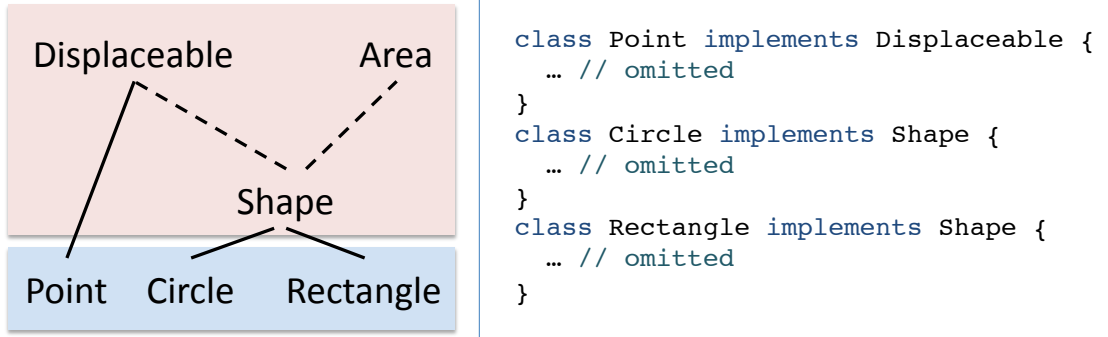 Displaceable Area
Shape
Point Circle Rectangle
class Point implements Displaceable {
  … // omitted
}
class Circle implements Shape {
  … // omitted
}
class Rectangle implements Shape {
  … // omitted
}